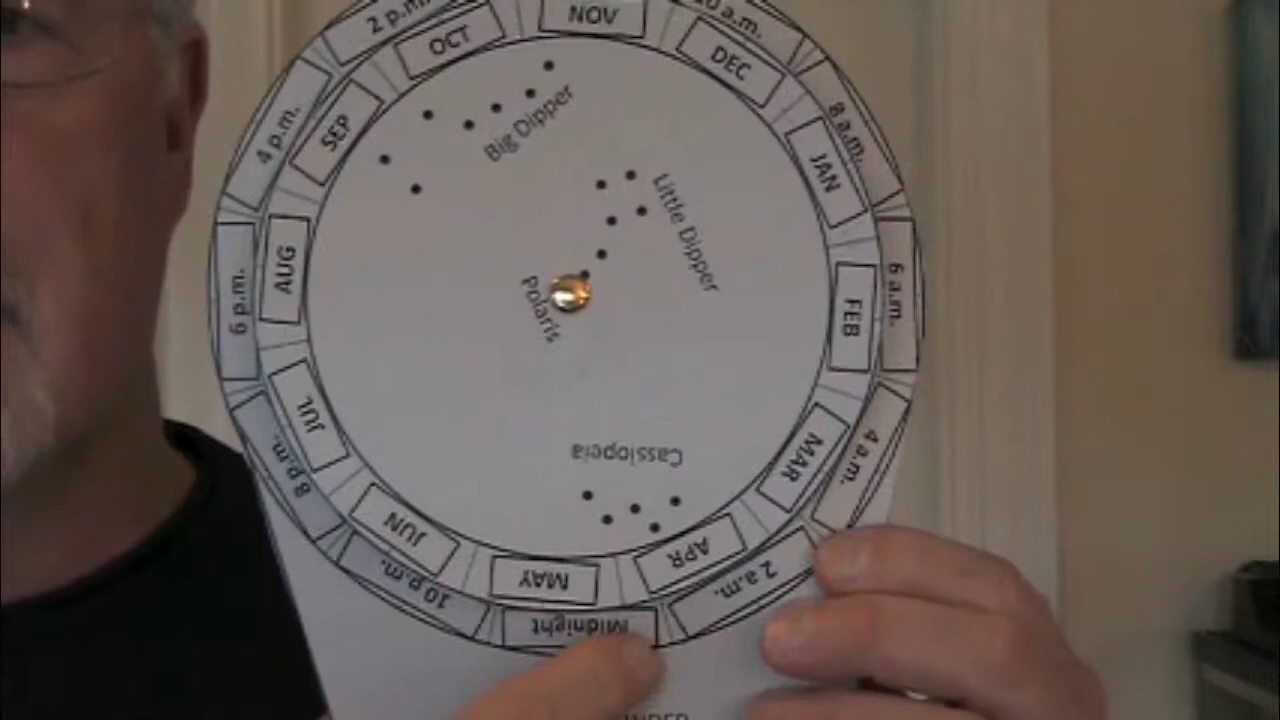 2 p.m.
10 a.m.
8 a.m.
6 a.m.
4 a.m.
2 a.m.
Midnight
10 p.m.
8 p.m.
6 p.m.
4 p.m.
NOV
DEC
JAN
FEB
MAR
APR
MAY
JUN
JUL
AUG
SEP
OCT
Big Dipper
Little Dipper
Polaris
Cassiopeia